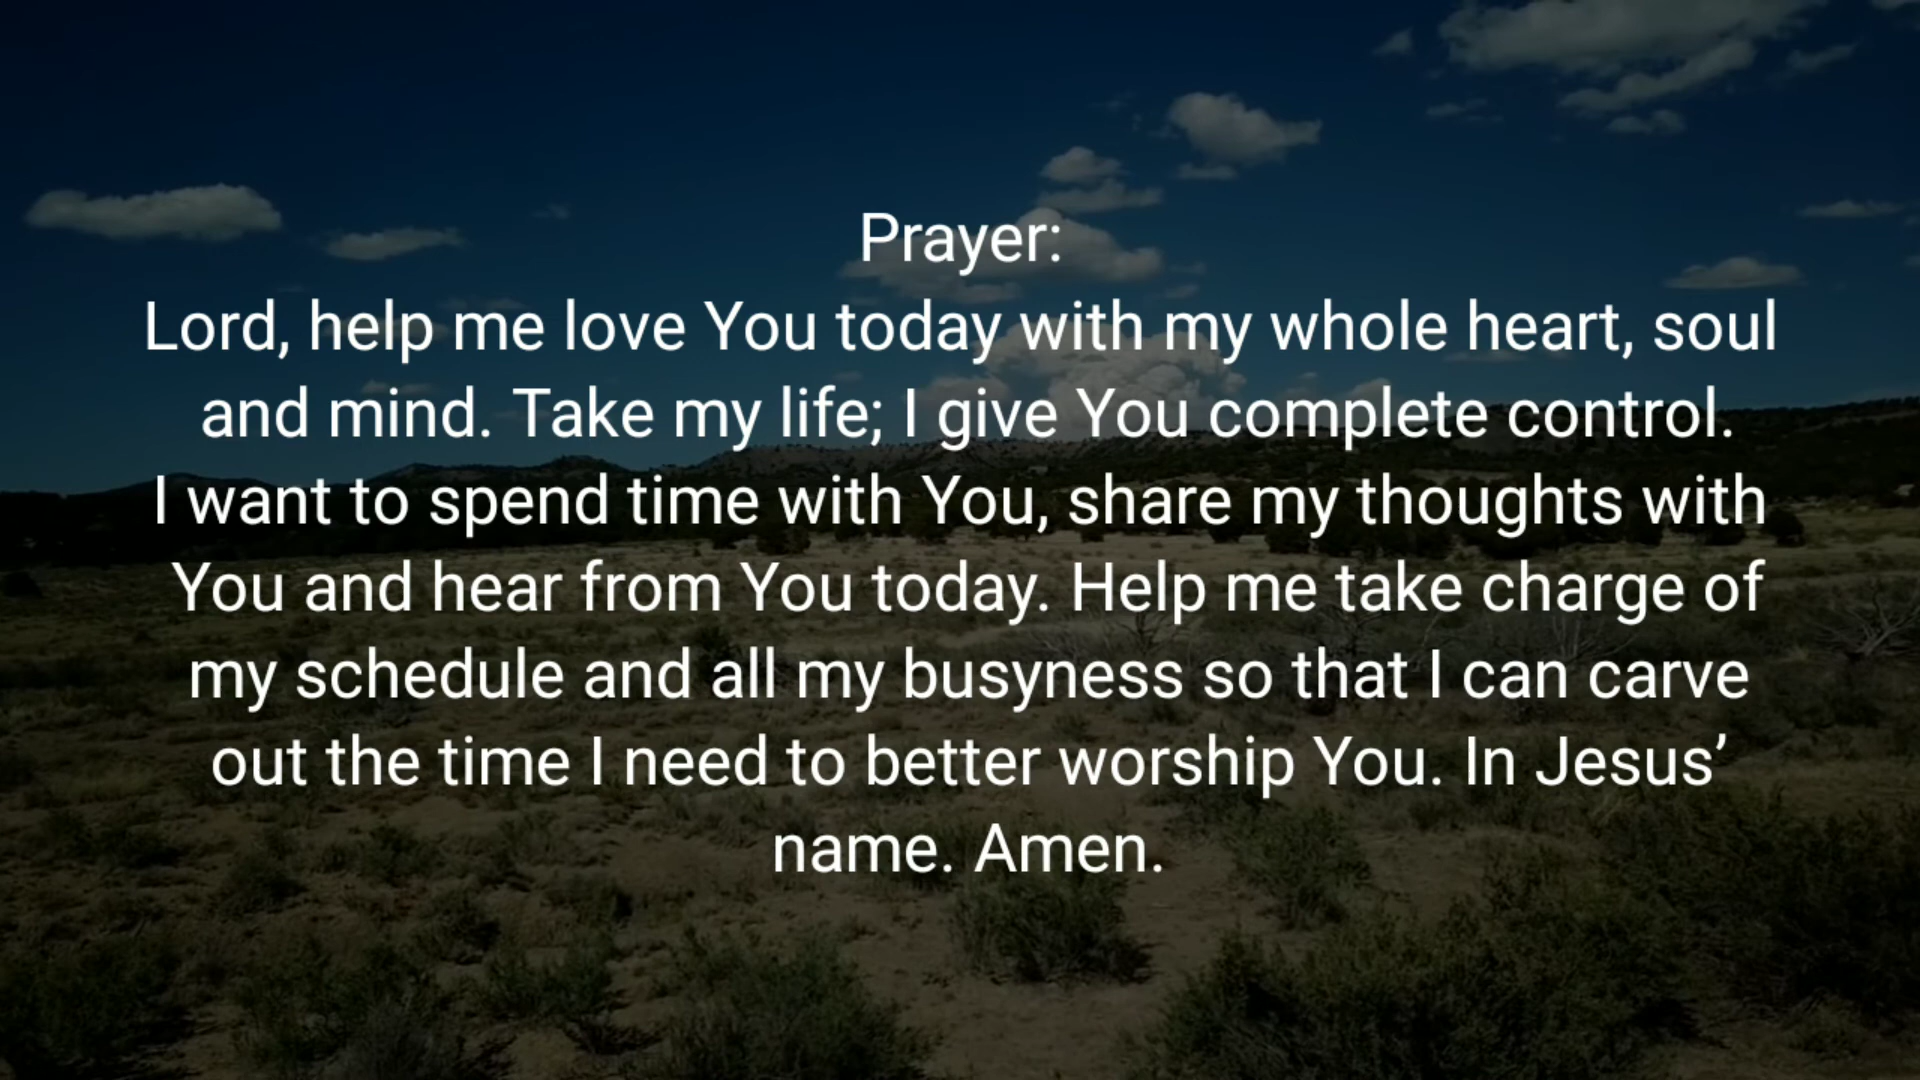 Prayer:
Lord, help me love You today with my whole heart, soul
and mind. Take my life; I give You complete control.
I want to spend time with You, share my thoughts with
You and hear from You today. Help me take charge of
my schedule and all my busyness so that I can carve
out the time I need to better worship You. In Jesus’
name. Amen.